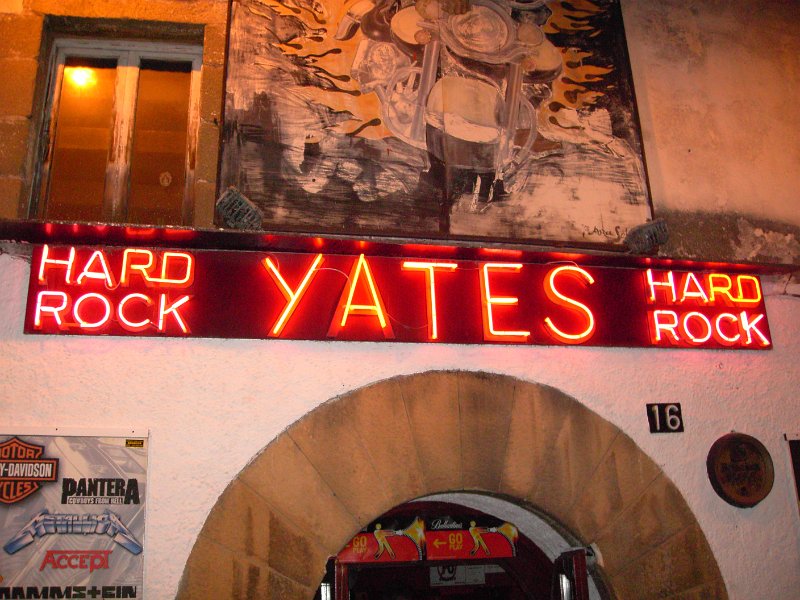 HARD ROCK
YATES
HARD ROCK
16
MOTOR
HARLEY-DAVIDSON
CYCLES
PANTERA
COWBOYS FROM HELL
METALLICA
ACCEPT
RAMMSTEIN
Ballantine's
GO PLAY
GO PLAY